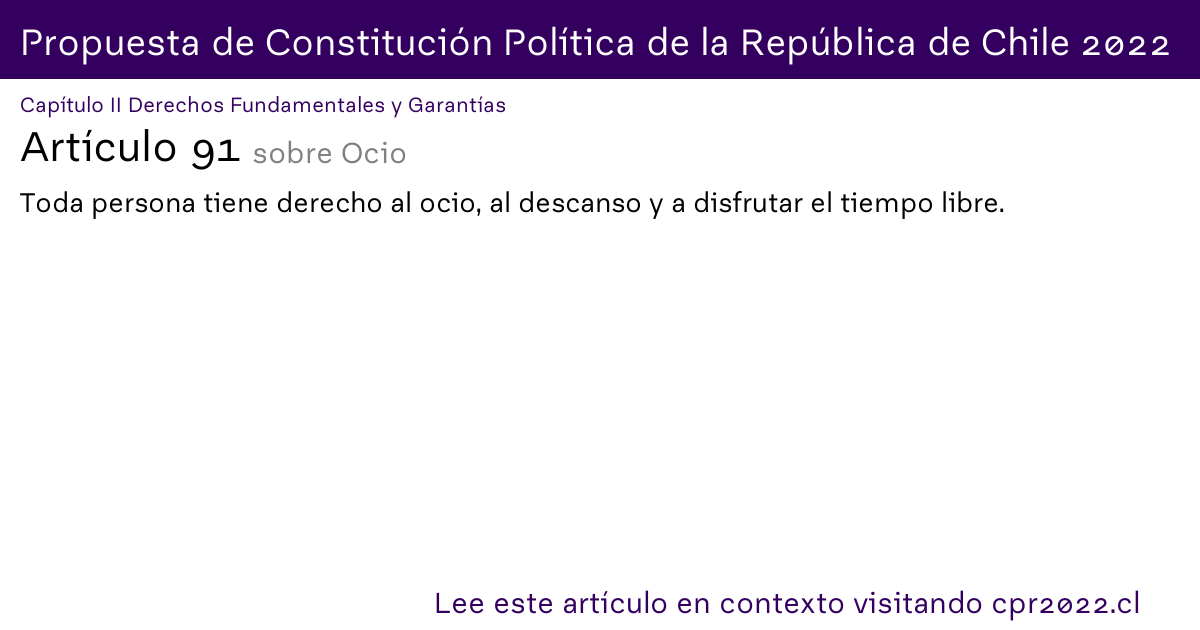 Propuesta de Constitución Política de la República de Chile 2022
Capítulo II Derechos Fundamentales y Garantías
Artículo 91 sobre Ocio
Toda persona tiene derecho al ocio, al descanso y a disfrutar el tiempo libre.
Lee este artículo en contexto visitando cpr2022.cl